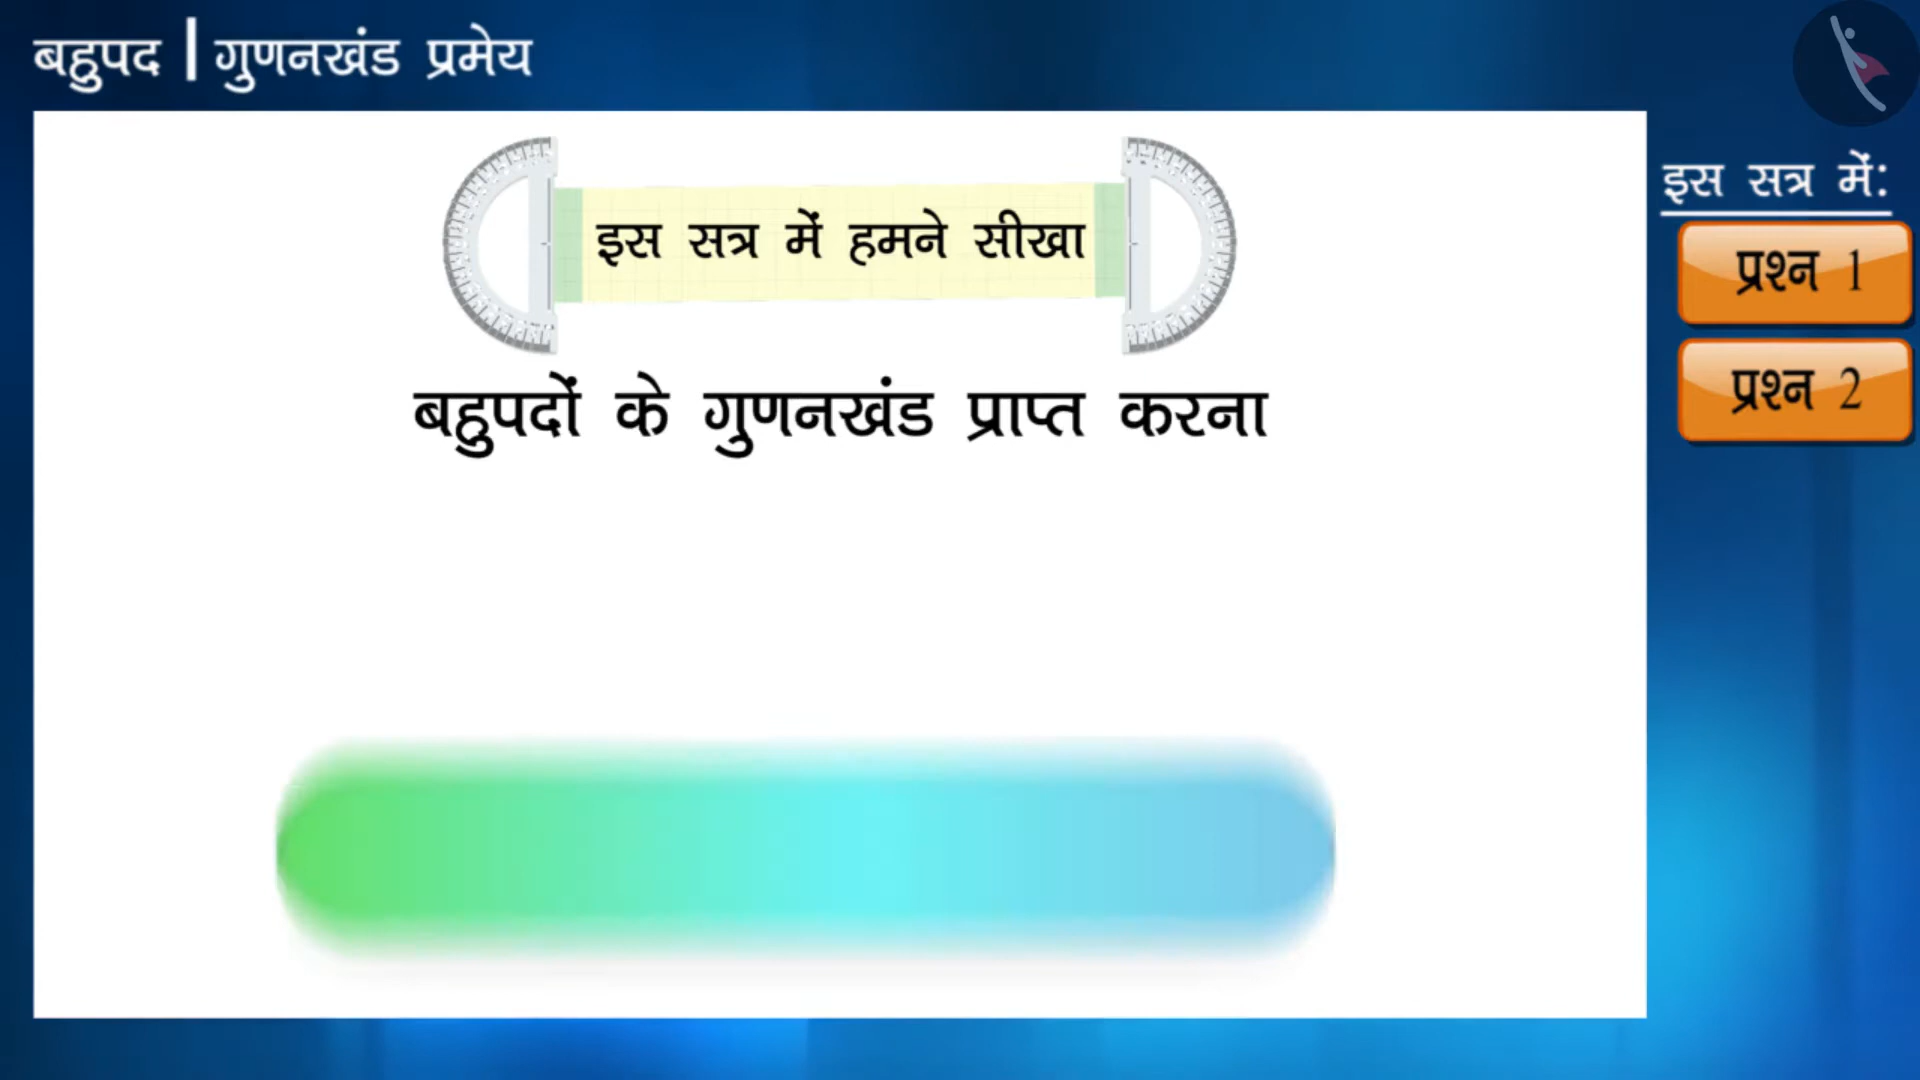 बहुपद | गुणनखंड प्रमेय
इस सत्र में:
प्रश्न 1
प्रश्न 2
इस सत्र में हमने सीखा
बहुपदों के गुणनखंड प्राप्त करना